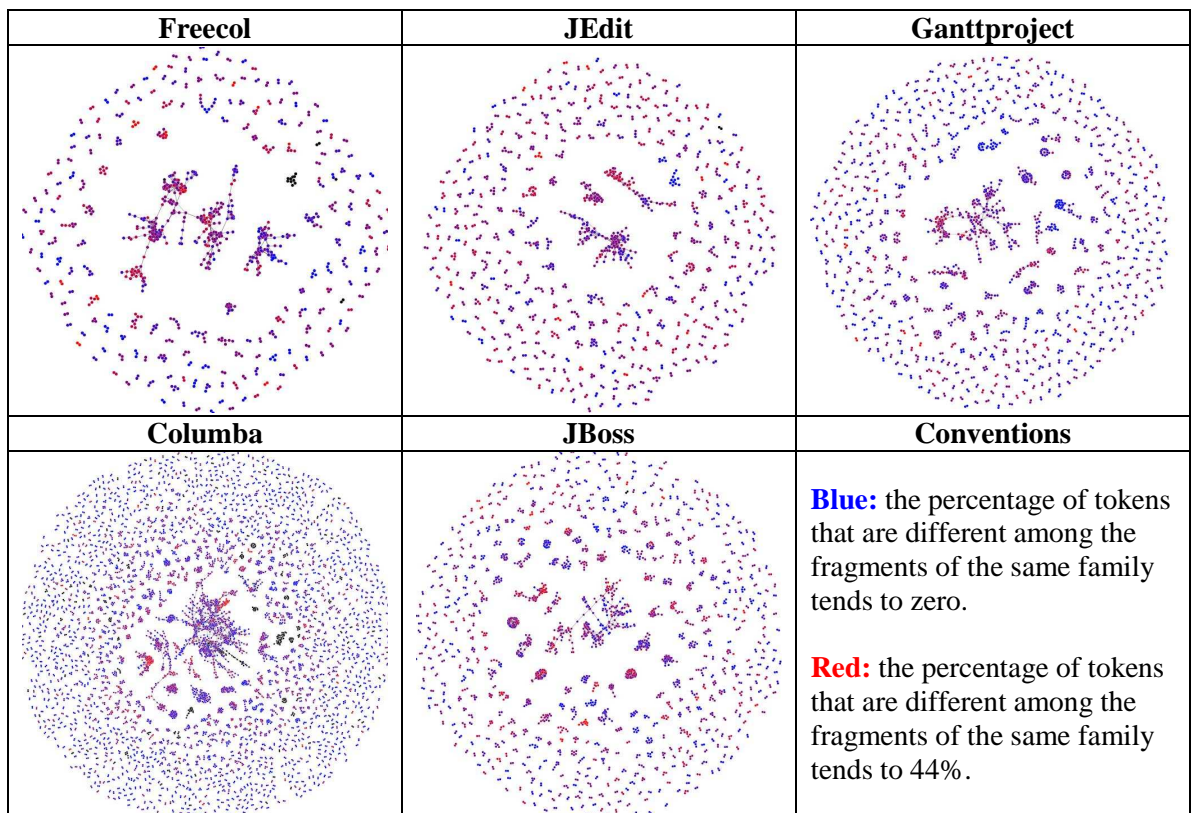 Freecol
JEdit
Ganttproject
Columba
JBoss
Conventions
Blue: the percentage of tokens
that are different among the
fragments of the same family
tends to zero.
Red: the percentage of tokens
that are different among the
fragments of the same family
tends to 44%.